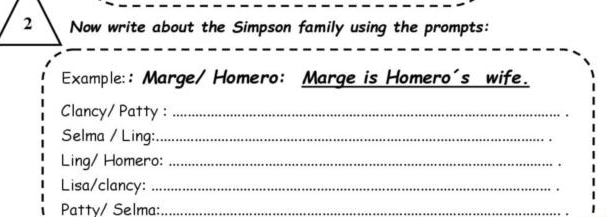 2 Now write about the Simpson family using the prompts:
Example:: Marge/ Homero: Marge is Homero´s wife.
Clancy/ Patty : .................................................................................................... .
Selma / Ling:.................................................................................................... .
Ling/ Homero: .................................................................................................... .
Lisa/clancy: .................................................................................................... .
Patty/ Selma:.................................................................................................... .